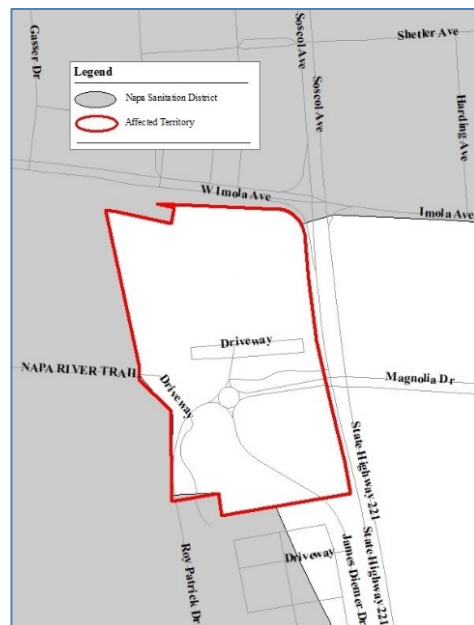 Gasser Dr
Soscol Ave
Shetler Ave
Legend
Napa Sanitation District
Affected Territory
Soscol Ave
Harding Ave
W Imola Ave
Imola Ave
Driveway
NAPA RIVER TRAIL
Driveway
Magnolia Dr
State Highway 221
Roy Patrick Dr
Driveway
James Diemer Dr
State Highway 221